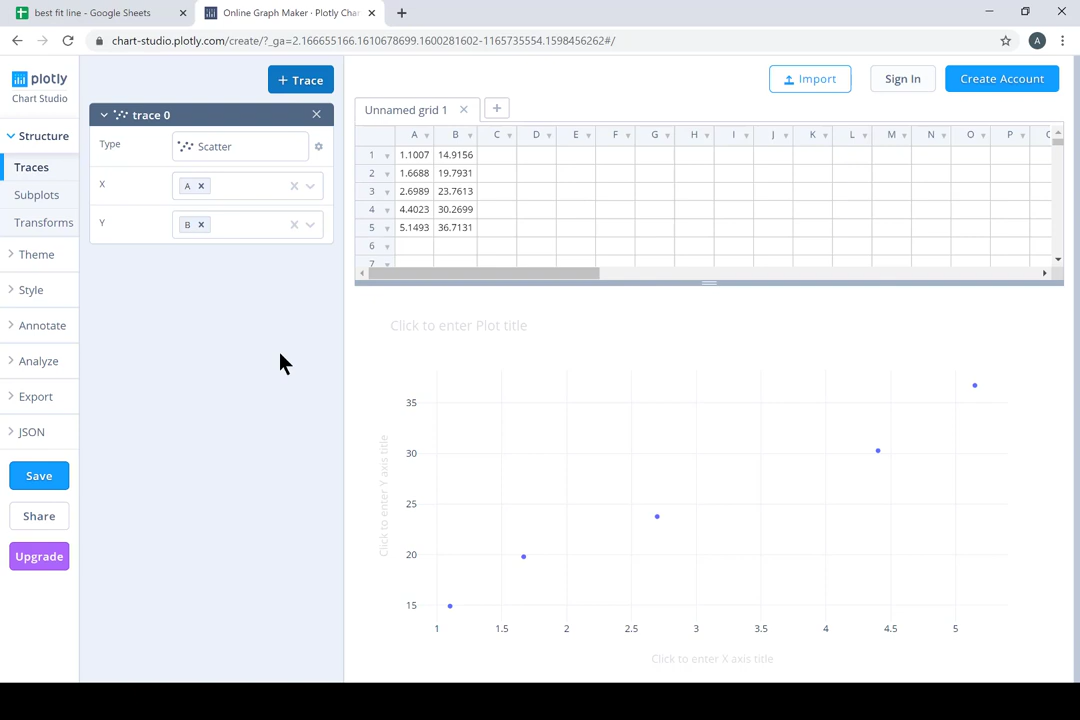 best fit line - Google Sheets
Online Graph Maker · Plotly Cha
chart-studio.plotly.com/create/?_ga=2.166655166.1610678699.1600281602-1165735554.1598456262#/
A
plotly
Chart Studio
+ Trace
Import
Sign In
Create Account
Structure
Traces
Subplots
Transforms
Theme
Style
Annotate
Analyze
Export
JSON
Save
Share
Upgrade
trace 0
Type
Scatter
X
A
Y
B
Unnamed grid 1
A B C D E F G H I J K L M N O P
1 1.1007 14.9156
2 1.6688 19.7931
3 2.6989 23.7613
4 4.4023 30.2699
5 5.1493 36.7131
6
7
Click to enter Plot title
Click to enter Y axis title
35
30
25
20
15
1 1.5 2 2.5 3 3.5 4 4.5 5
Click to enter X axis title